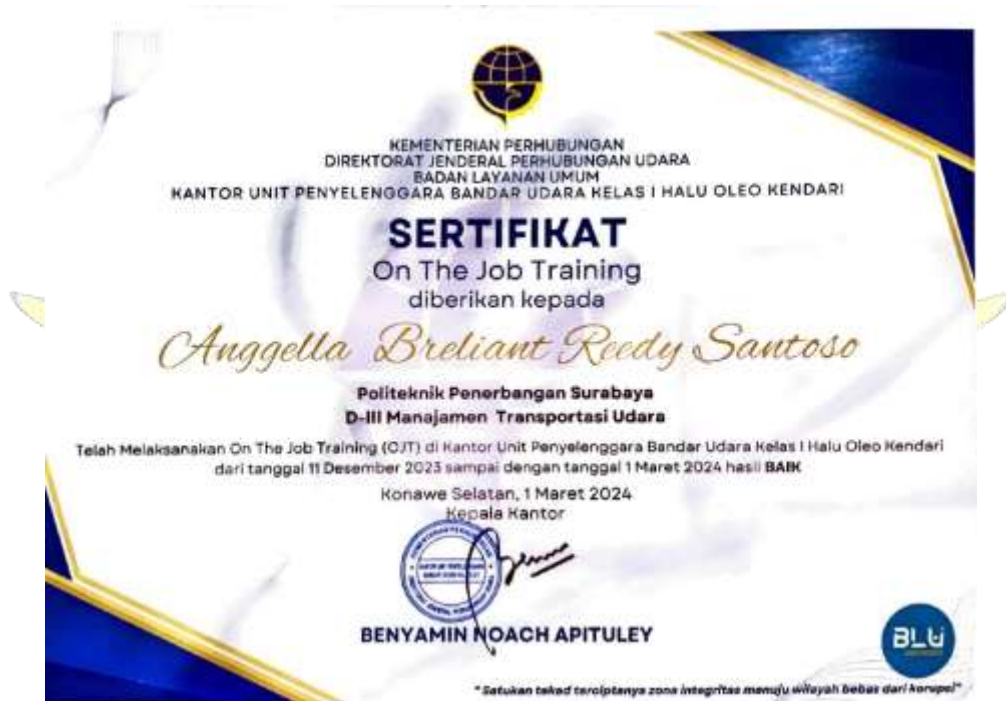 KEMENTERIAN PERHUBUNGAN
DIREKTORAT JENDERAL PERHUBUNGAN UDARA
BADAN LAYANAN UMUM
KANTOR UNIT PENYELENGGARA BANDAR UDARA KELAS I HALU OLEO KENDARI
SERTIFIKAT
On The Job Training
diberikan kepada
Anggella Breliant Reedy Santoso
Politeknik Penerbangan Surabaya
D-III Manajamen Transportasi Udara
Telah Melaksanakan On The Job Training (OJT) di Kantor Unit Penyelenggara Bandar Udara Kelas I Halu Oleo Kendari
dari tanggal 11 Desember 2023 sampai dengan tanggal 1 Maret 2024 hasil BAIK
Konawe Selatan, 1 Maret 2024
Kepala Kantor
BENYAMIN NOACH APITULEY
BLU
"Satukan tekad terciptanya zona integritas menuju wilayah bebas dari korupsi"